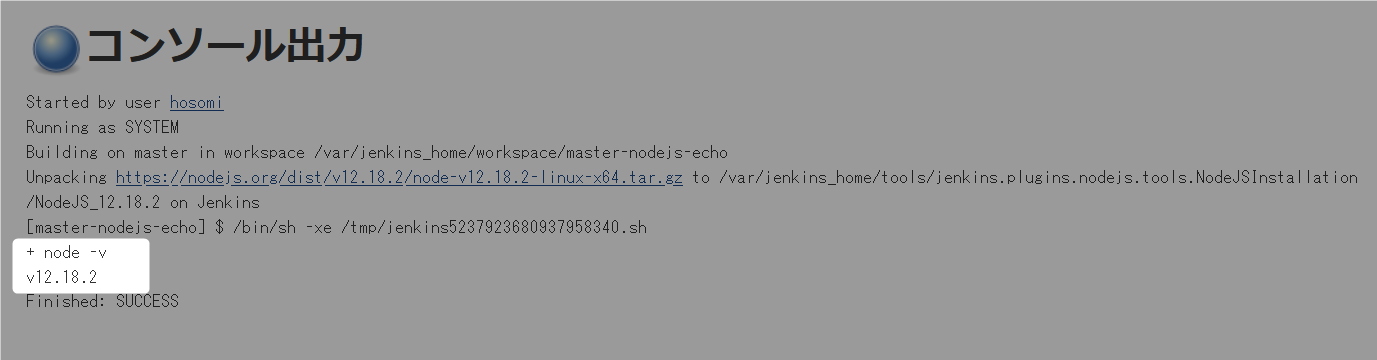 コンソール出力
Started by user hosomi
Running as SYSTEM
Building on master in workspace /var/jenkins_home/workspace/master-nodejs-echo
Unpacking https://nodejs.org/dist/v12.18.2/node-v12.18.2-linux-x64.tar.gz to /var/jenkins_home/tools/jenkins.plugins.nodejs.tools.NodeJSInstallation
/NodeJS_12.18.2 on Jenkins
[master-nodejs-echo] $ /bin/sh -xe /tmp/jenkins5237923680937958340.sh
+ node -v
v12.18.2
Finished: SUCCESS